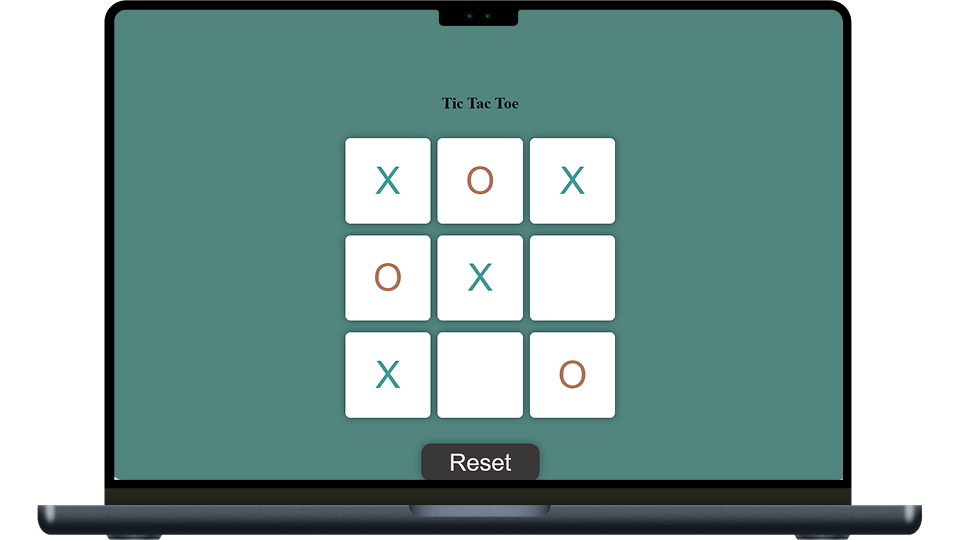 Tic Tac Toe
X O X
O X
X O
Reset